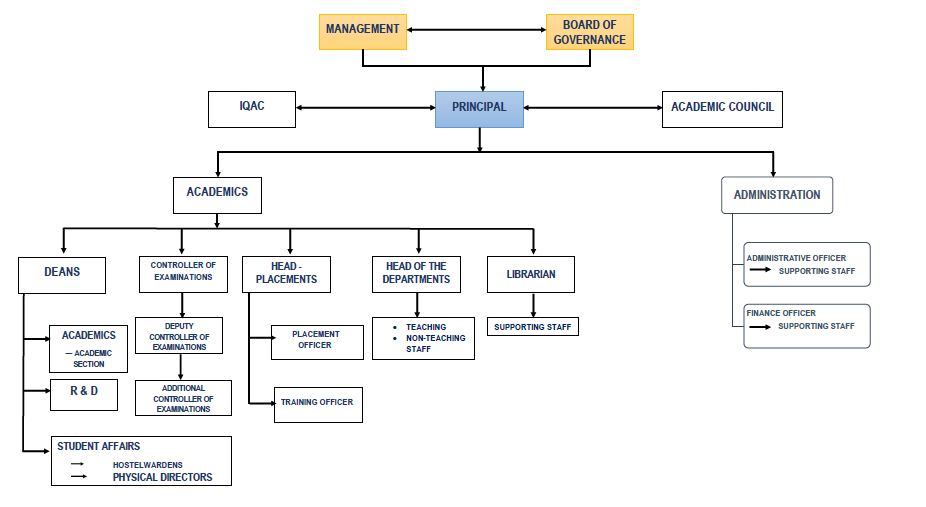 MANAGEMENT
BOARD OF
GOVERNANCE
IQAC
PRINCIPAL
ACADEMIC COUNCIL
ACADEMICS
ADMINISTRATION
DEANS
CONTROLLER OF
EXAMINATIONS
HEAD -
PLACEMENTS
HEAD OF THE
DEPARTMENTS
LIBRARIAN
ADMINISTRATIVE OFFICER
SUPPORTING STAFF
FINANCE OFFICER
SUPPORTING STAFF
ACADEMICS
— ACADEMIC
SECTION
DEPUTY
CONTROLLER OF
EXAMINATIONS
PLACEMENT
OFFICER
• TEACHING
• NON-TEACHING
STAFF
SUPPORTING STAFF
R & D
ADDITIONAL
CONTROLLER OF
EXAMINATIONS
TRAINING OFFICER
STUDENT AFFAIRS
HOSTELWARDENS
PHYSICAL DIRECTORS